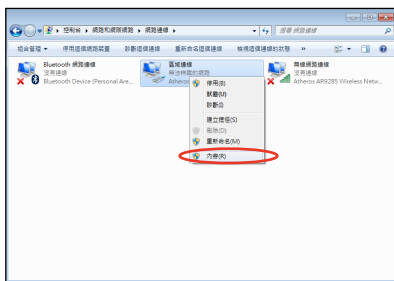 控制台 ▸ 網路和網際網路 ▸ 網路連線 ▸
搜尋 網路連線
組合管理 ▾ 停用這個網路裝置 診斷這個連線 重新命名這個連線 檢視這個連線的狀態 »
Bluetooth 網路連線
沒有連線
Bluetooth Device (Personal Are...
區域連線
無法辨識的網路
Atheros
無線網路連線
沒有連線
Atheros AR9285 Wireless Netw...
停用(B)
狀態(U)
診斷(I)
建立捷徑(S)
刪除(D)
重新命名(M)
內容(R)